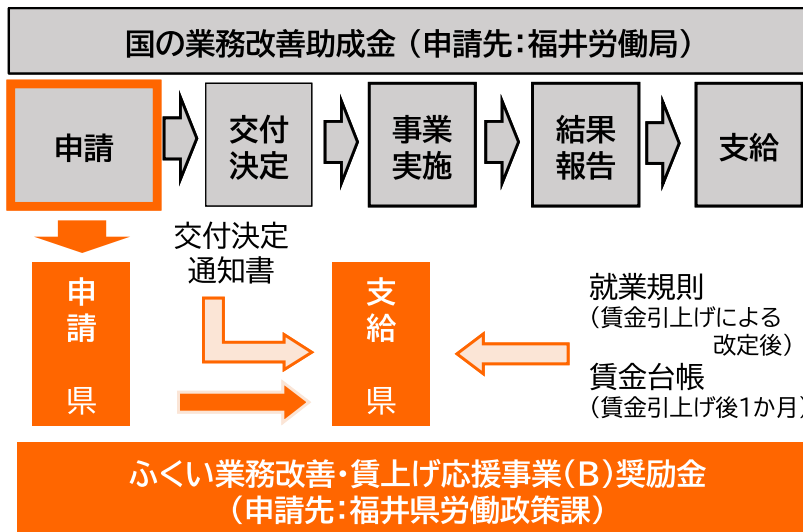 国の業務改善助成金(申請先:福井労働局)
申請
交付
決定
事業
実施
結果
報告
支給
交付決定
通知書
申請 県
支給 県
就業規則
(賃金引上げによる
改定後)
賃金台帳
(賃金引上げ後1か月)
ふくい業務改善・賃上げ応援事業(B)奨励金
(申請先:福井県労働政策課)